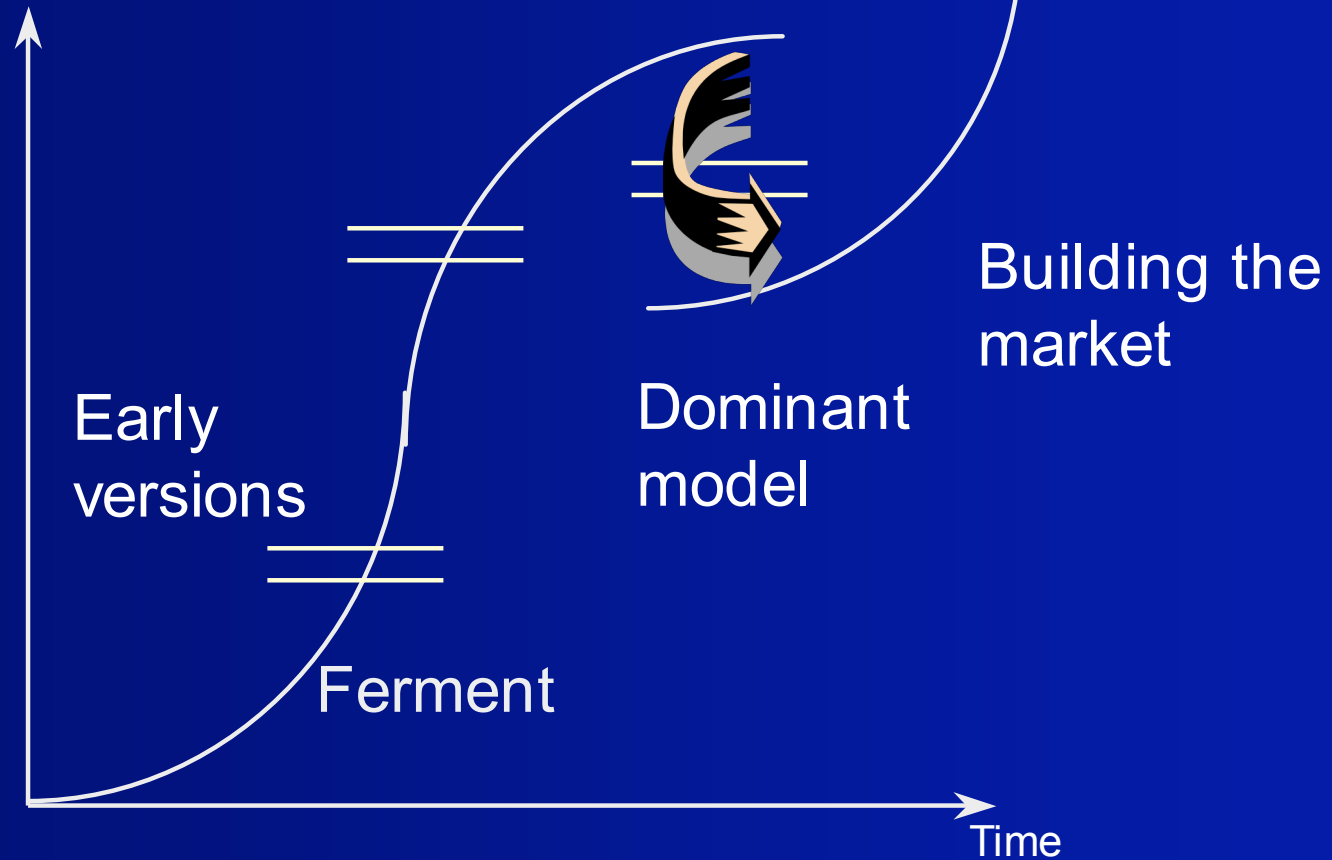 Building the
market
Early
versions
Dominant
model
Ferment
Time